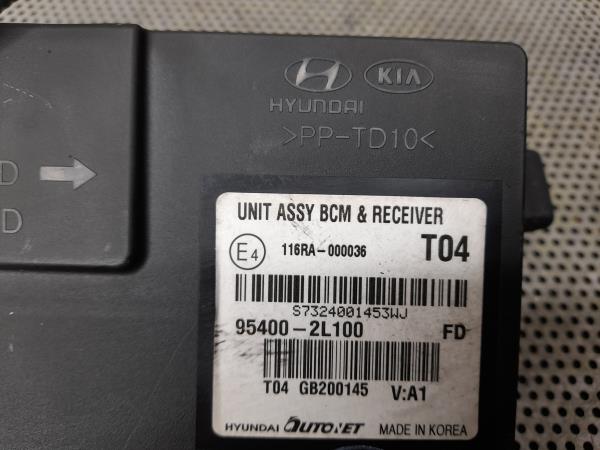 KIA
HYUNDAI
>PP-TD10<
D
D
UNIT ASSY BCM & RECEIVER
E4 116RA-000036 T04
S7324001453WJ
95400-2L100 FD
T04 GB200145 V:A1
HYUNDAI AUTONET MADE IN KOREA